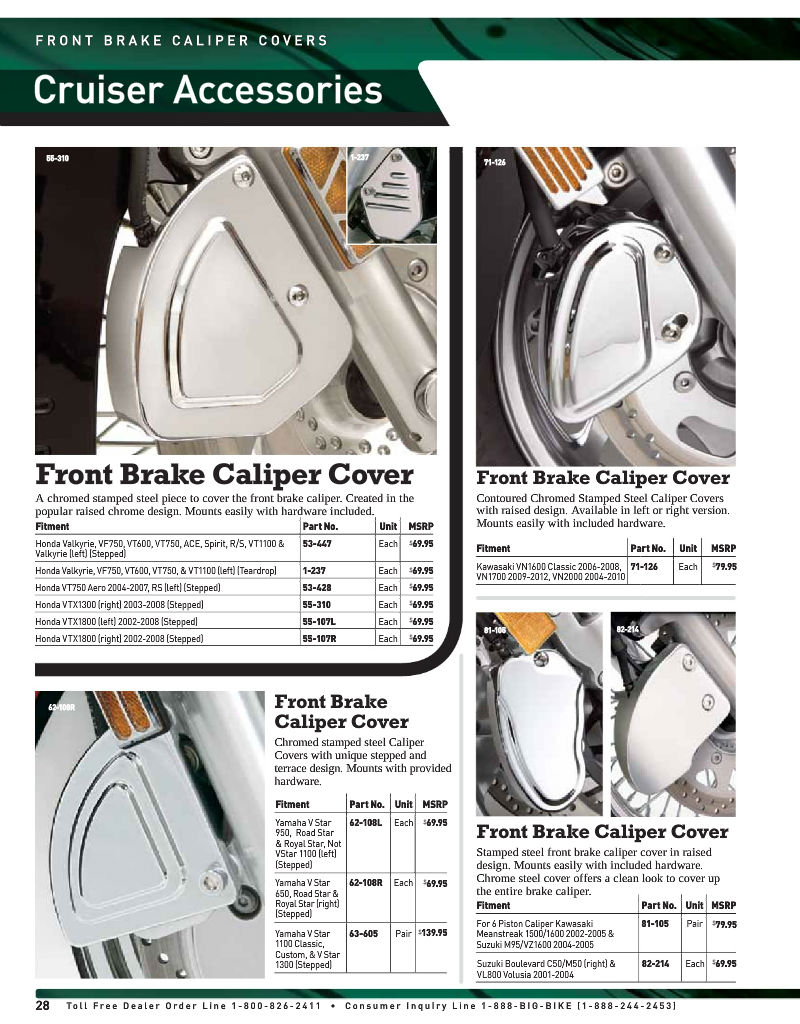 FRONT BRAKE CALIPER COVERS
Cruiser Accessories
55-310
1-237
Front Brake Caliper Cover
A chromed stamped steel piece to cover the front brake caliper. Created in the
popular raised chrome design. Mounts easily with hardware included.
Fitment Part No. Unit MSRP
Honda Valkyrie, VF750, VT600, VT750, ACE, Spirit, R/S, VT1100 & 53-447 Each $69.95
Valkyrie (left) (Stepped)
Honda Valkyrie, VF750, VT600, VT750, & VT1100 (left) (Teardrop) 1-237 Each $69.95
Honda VT750 Aero 2004-2007, RS (left) (Stepped) 53-428 Each $69.95
Honda VTX1300 (right) 2003-2008 (Stepped) 55-310 Each $69.95
Honda VTX1800 (left) 2002-2008 (Stepped) 55-107L Each $69.95
Honda VTX1800 (right) 2002-2008 (Stepped) 55-107R Each $69.95
71-126
Front Brake Caliper Cover
Contoured Chromed Stamped Steel Caliper Covers
with raised design. Available in left or right version.
Mounts easily with included hardware.
Fitment Part No. Unit MSRP
Kawasaki VN1600 Classic 2006-2008, 71-126 Each $79.95
VN1700 2009-2012, VN2000 2004-2010
62-108R
Front Brake
Caliper Cover
Chromed stamped steel Caliper
Covers with unique stepped and
terrace design. Mounts with provided
hardware.
Fitment Part No. Unit MSRP
Yamaha V Star 62-108L Each $69.95
950, Road Star
& Royal Star, Not
VStar 1100 (left)
(Stepped)
Yamaha V Star 62-108R Each $69.95
650, Road Star &
Royal Star (right)
(Stepped)
Yamaha V Star 63-605 Pair $139.95
1100 Classic,
Custom, & V Star
1300 (Stepped)
81-105
82-214
Front Brake Caliper Cover
Stamped steel front brake caliper cover in raised
design. Mounts easily with included hardware.
Chrome steel cover offers a clean look to cover up
the entire brake caliper.
Fitment Part No. Unit MSRP
For 6 Piston Caliper Kawasaki 81-105 Pair $79.95
Meanstreak 1500/1600 2002-2005 &
Suzuki M95/VZ1600 2004-2005
Suzuki Boulevard C50/M50 (right) & 82-214 Each $69.95
VL800 Volusia 2001-2004
28 Toll Free Dealer Order Line 1-800-826-2411 • Consumer Inquiry Line 1-888-BIG-BIKE (1-888-244-2453)